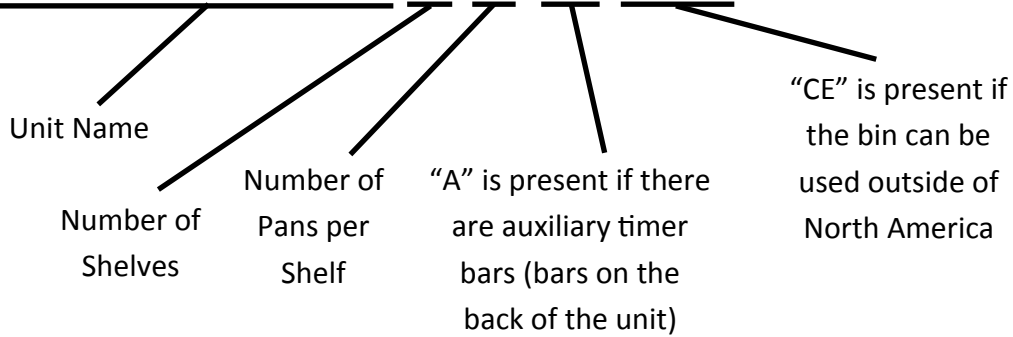 Unit Name
Number of
Shelves
Number of
Pans per
Shelf
“A” is present if there
are auxiliary timer
bars (bars on the
back of the unit)
“CE” is present if
the bin can be
used outside of
North America